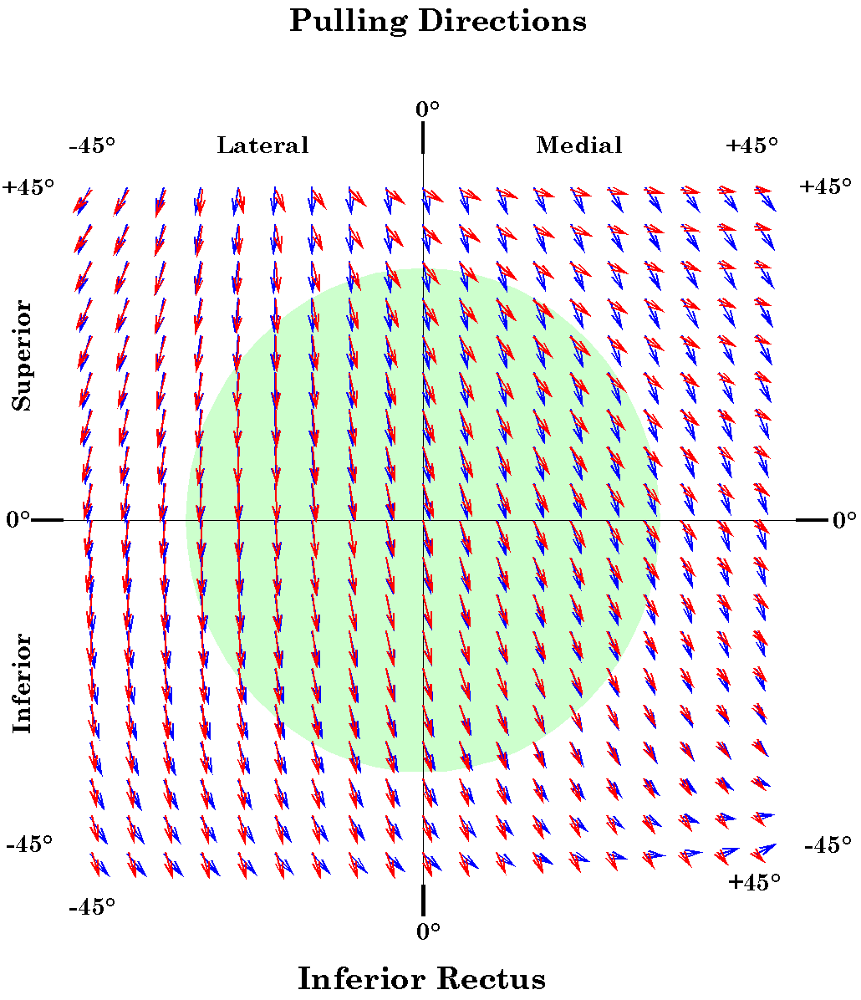 Pulling Directions
0°
-45° Lateral Medial +45°
+45° +45°
Superior
0° 0°
Inferior
-45° -45°
+45°
-45°
0°
Inferior Rectus